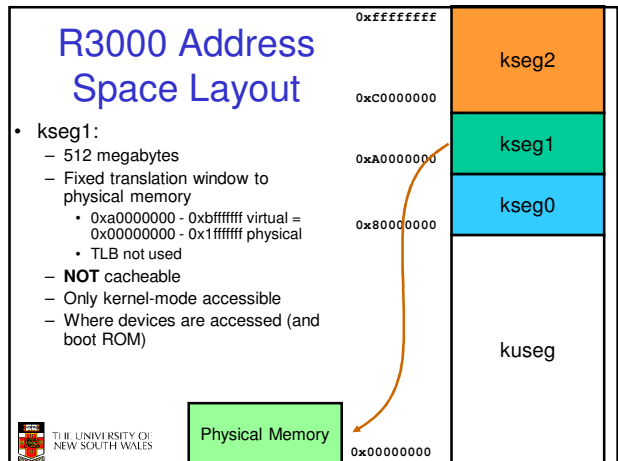 R3000 Address
Space Layout
• kseg1:
– 512 megabytes
– Fixed translation window to
physical memory
• 0xa0000000 - 0xbfffffff virtual =
0x00000000 - 0x1fffffff physical
• TLB not used
– NOT cacheable
– Only kernel-mode accessible
– Where devices are accessed (and
boot ROM)
THE UNIVERSITY OF
NEW SOUTH WALES
Physical Memory
0xffffffff
0xC0000000
0xA0000000
0x80000000
0x00000000
kseg2
kseg1
kseg0
kuseg